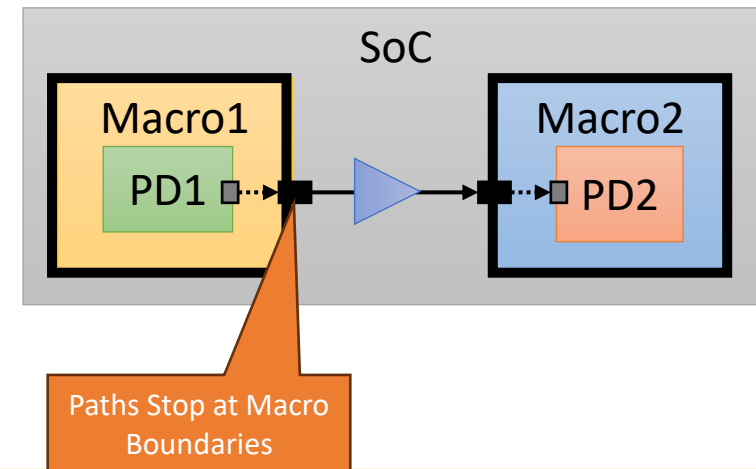 SoC
Macro1
Macro2
PD1
PD2
Paths Stop at Macro
Boundaries